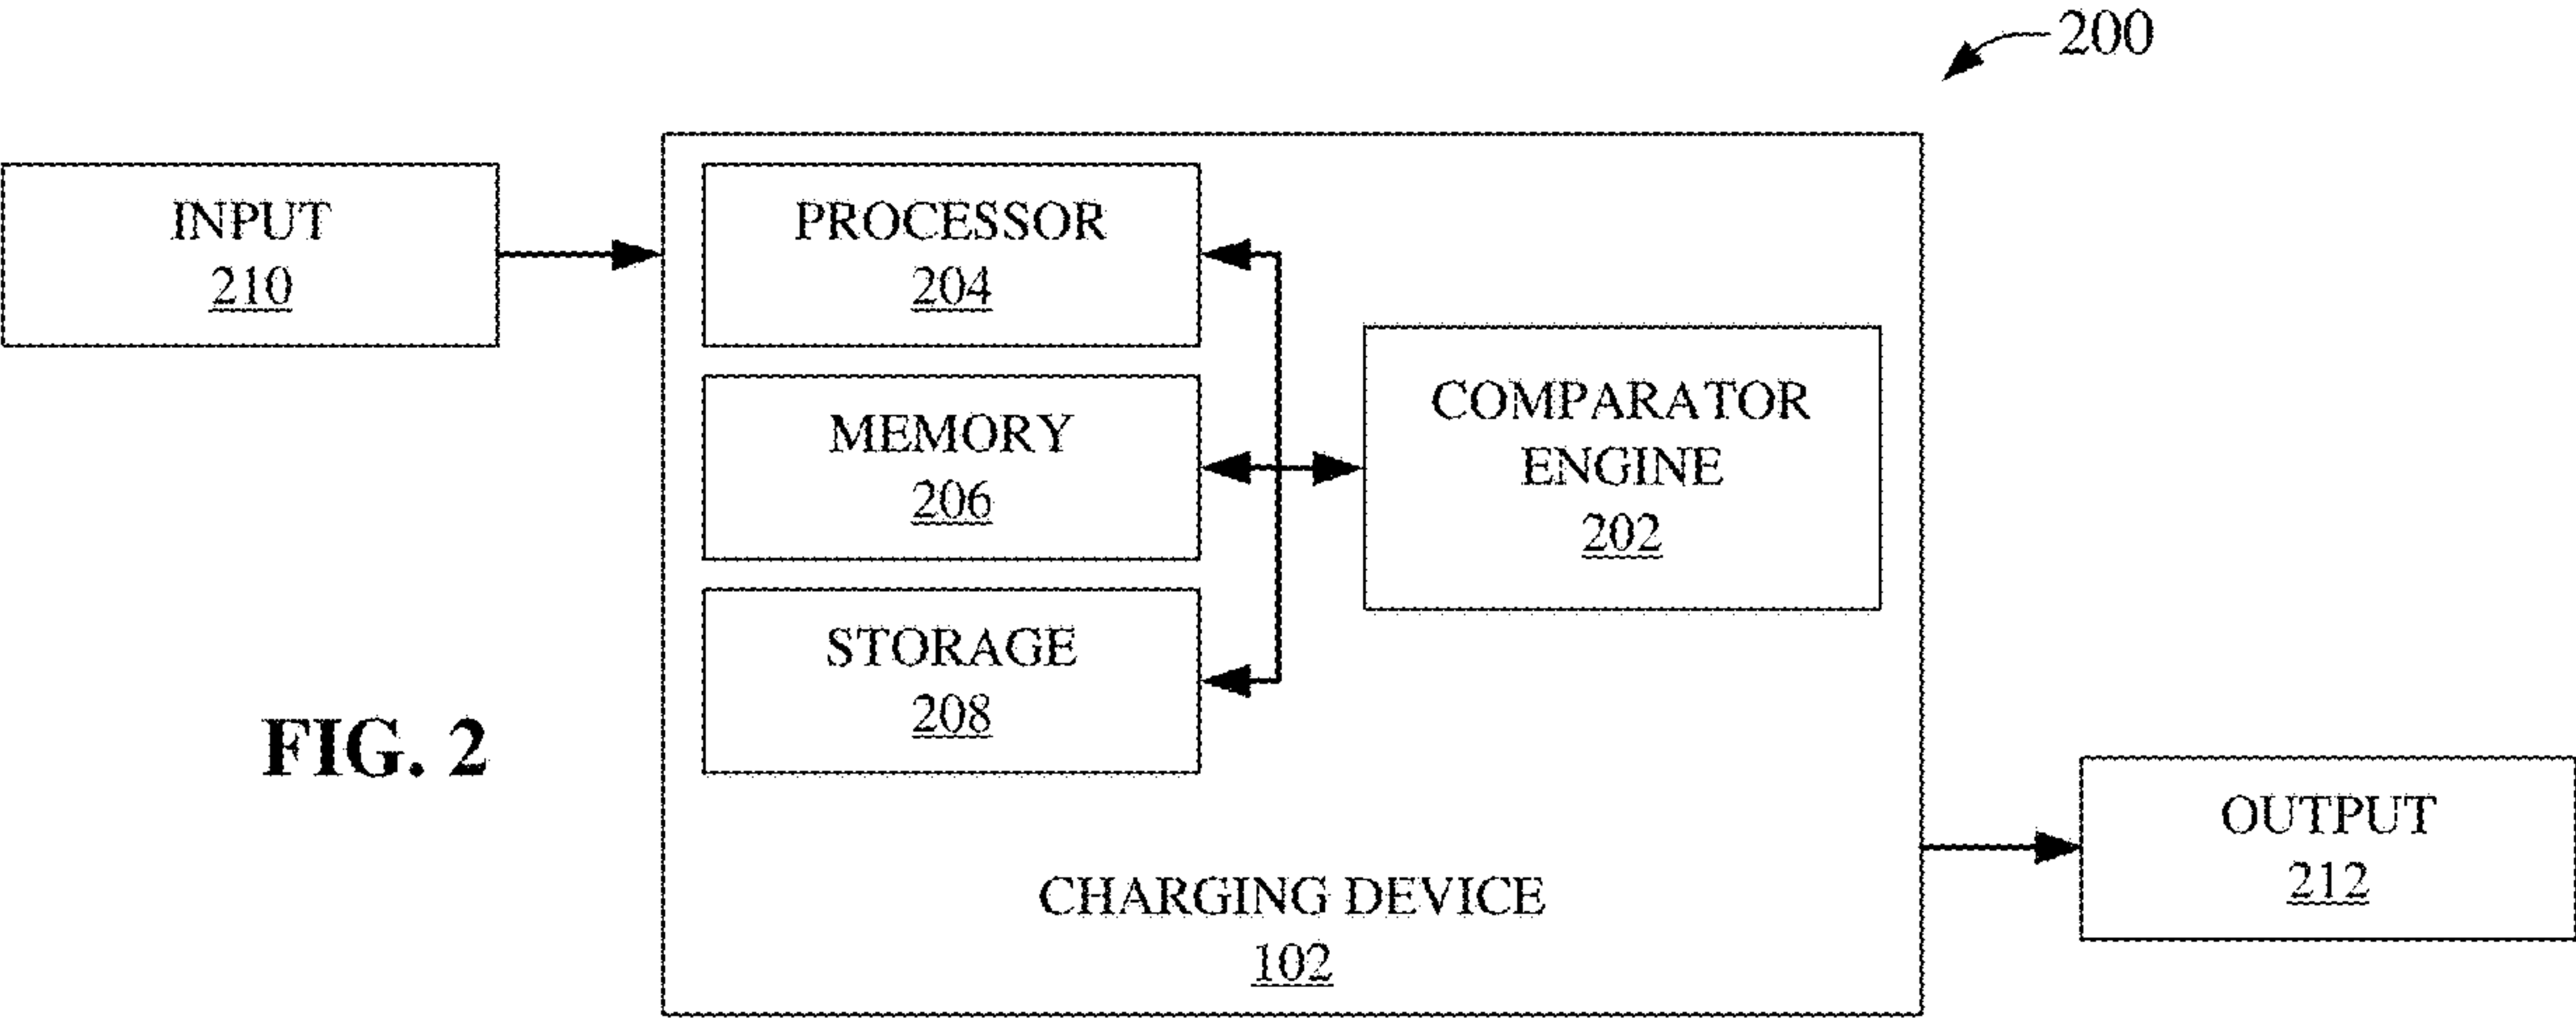 200
INPUT
210
PROCESSOR
204
MEMORY
206
STORAGE
208
COMPARATOR
ENGINE
202
CHARGING DEVICE
102
OUTPUT
212
FIG. 2